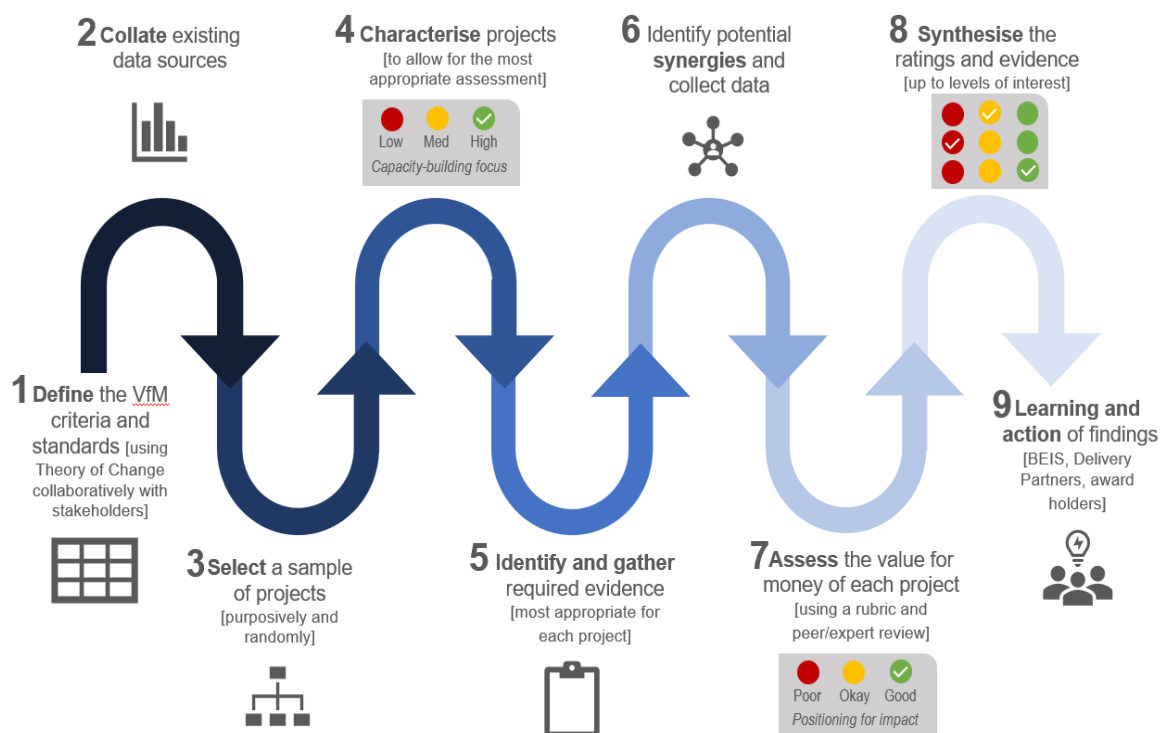 1 Define the VfM
criteria and
standards [using
Theory of Change
collaboratively with
stakeholders]
2 Collate existing
data sources
3 Select a sample
of projects
[purposively and
randomly]
4 Characterise projects
[to allow for the most
appropriate assessment]
Low Med High
Capacity-building focus
5 Identify and gather
required evidence
[most appropriate for
each project]
6 Identify potential
synergies and
collect data
7 Assess the value for
money of each project
[using a rubric and
peer/expert review]
Poor Okay Good
Positioning for impact
8 Synthesise the
ratings and evidence
[up to levels of interest]
9 Learning and
action of findings
[BEIS, Delivery
Partners, award
holders]